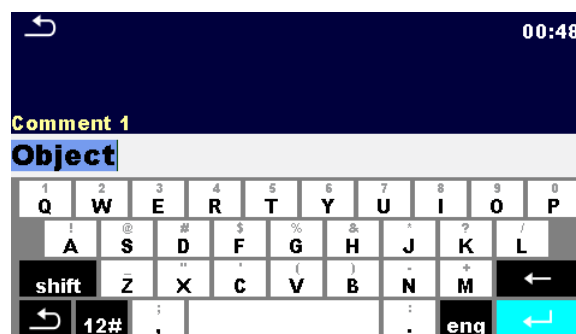 00:48
Comment 1
Object
1 2 3 4 5 6 7 8 9 0
Q W E R T Y U I O P
! @ # $ % & * ? /
A S D F G H J K L
_ " ' ( ) - +
shift Z X C V B N M ←
; :
12# , . eng